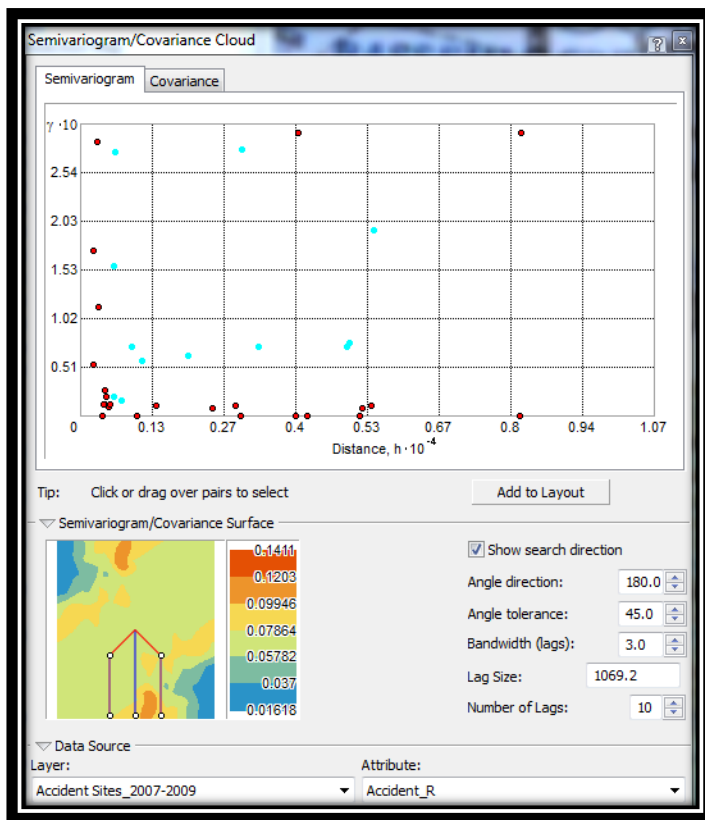 Semivariogram/Covariance Cloud
Semivariogram Covariance
γ·10
2.54
2.03
1.53
1.02
0.51
0 0.13 0.27 0.4 0.53 0.67 0.8 0.94 1.07
Distance, h·10⁻⁴
Tip: Click or drag over pairs to select Add to Layout
Semivariogram/Covariance Surface
0.1411
0.1203
0.09946
0.07864
0.05782
0.037
0.01618
Show search direction
Angle direction: 180.0
Angle tolerance: 45.0
Bandwidth (lags): 3.0
Lag Size: 1069.2
Number of Lags: 10
Data Source
Layer: Attribute:
Accident Sites_2007-2009 Accident_R